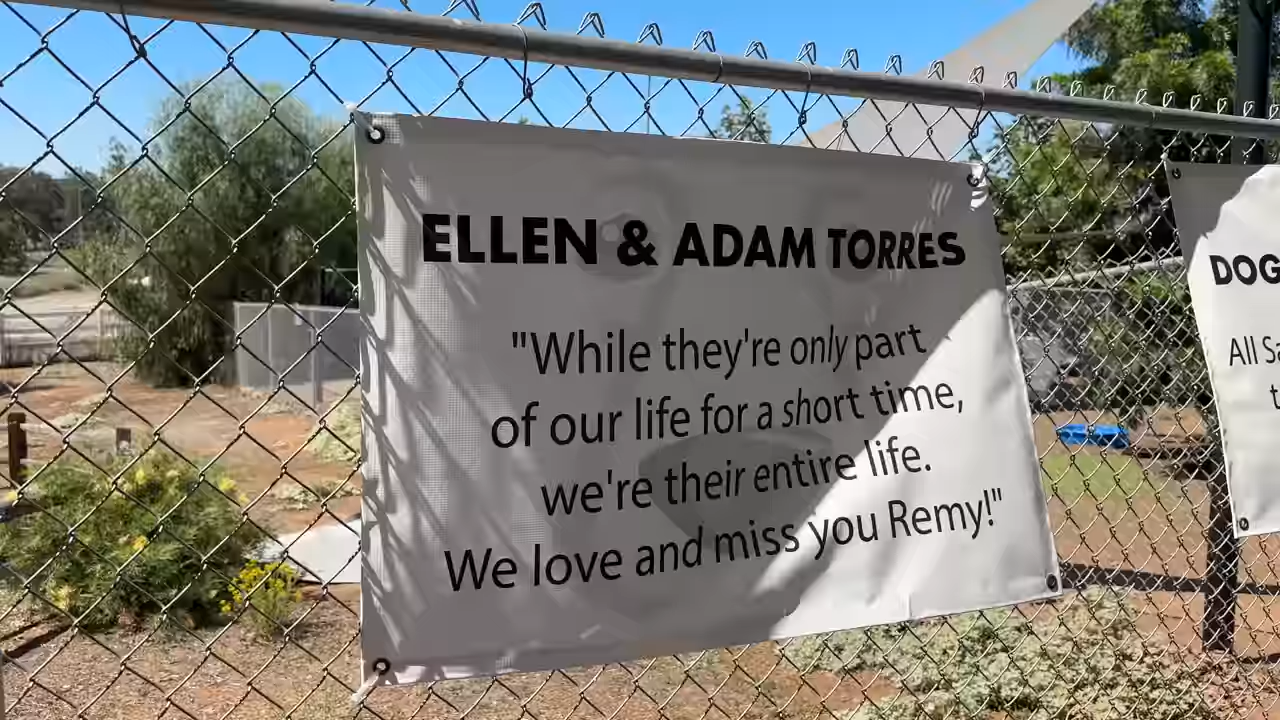 ELLEN & ADAM TORRES
"While they're only part
of our life for a short time,
we're their entire life.
We love and miss you Remy!"
DOG
All Sa
t